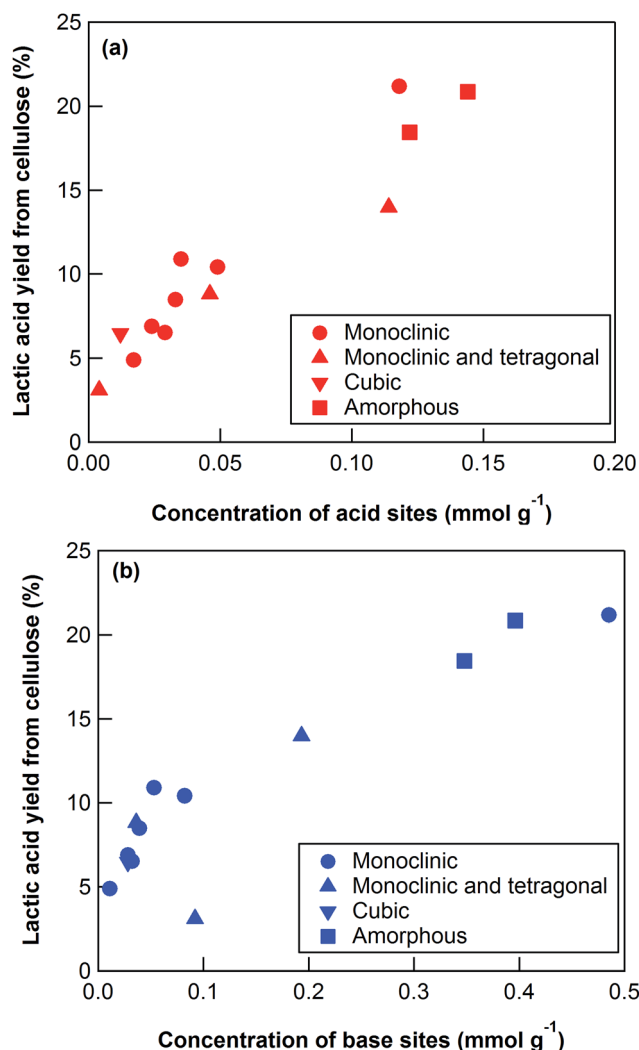 (a)
Lactic acid yield from cellulose (%)
25
20
15
10
5
0
Monoclinic
Monoclinic and tetragonal
Cubic
Amorphous
0.00 0.05 0.10 0.15 0.20
Concentration of acid sites (mmol g⁻¹)
(b)
Lactic acid yield from cellulose (%)
25
20
15
10
5
0
Monoclinic
Monoclinic and tetragonal
Cubic
Amorphous
0.0 0.1 0.2 0.3 0.4 0.5
Concentration of base sites (mmol g⁻¹)